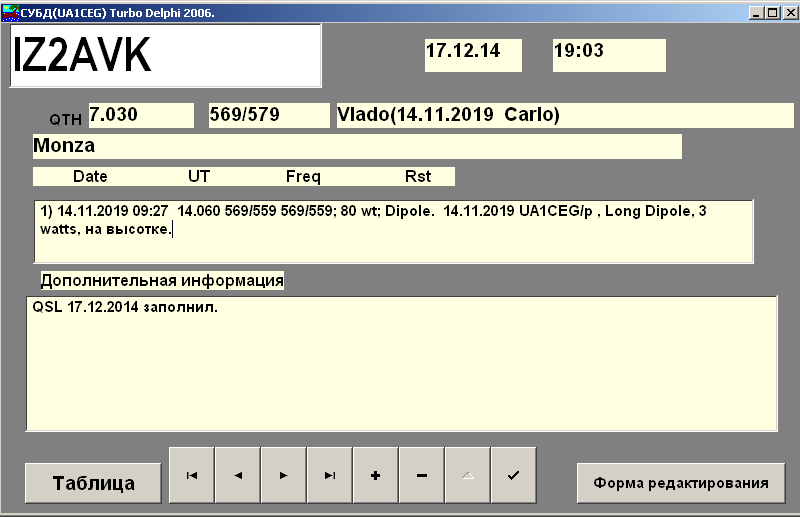 СУБД(UA1CEG) Turbo Delphi 2006.
IZ2AVK
17.12.14 19:03
QTH 7.030 569/579 Vlado(14.11.2019 Carlo)
Monza
Date UT Freq Rst
1) 14.11.2019 09:27 14.060 569/559 569/559; 80 wt; Dipole. 14.11.2019 UA1CEG/p , Long Dipole, 3
watts, на высотке.
Дополнительная информация
QSL 17.12.2014 заполнил.
Таблица
Форма редактирования